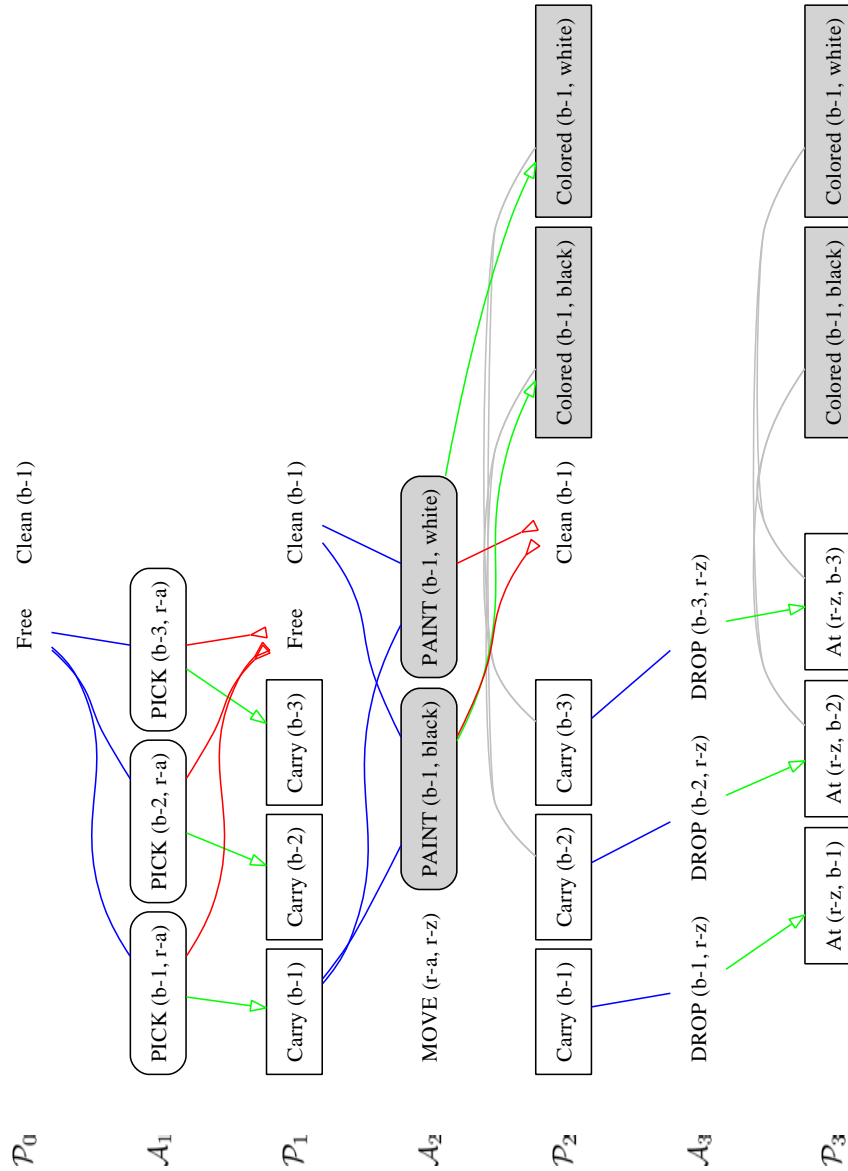 P0 Free Clean (b-1)
A1 PICK (b-1, r-a) PICK (b-2, r-a) PICK (b-3, r-a)
P1 Carry (b-1) Carry (b-2) Carry (b-3) Free Clean (b-1)
A2 MOVE (r-a, r-z) PAINT (b-1, black) PAINT (b-1, white)
P2 Carry (b-1) Carry (b-2) Carry (b-3) Clean (b-1) Colored (b-1, black) Colored (b-1, white)
A3 DROP (b-1, r-z) DROP (b-2, r-z) DROP (b-3, r-z)
P3 At (r-z, b-1) At (r-z, b-2) At (r-z, b-3) Colored (b-1, black) Colored (b-1, white)